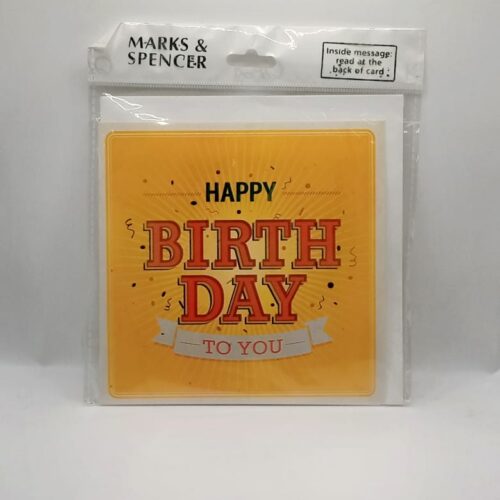 MARKS &
SPENCER
Inside message:
read at the
back of card
HAPPY
BIRTH
DAY
TO YOU